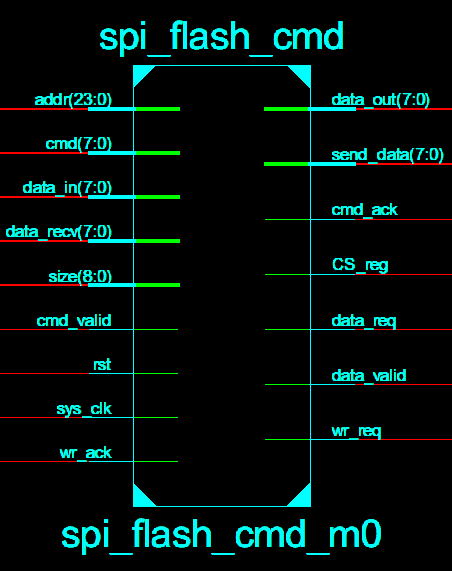 spi_flash_cmd
addr(23:0)
data_out(7:0)
cmd(7:0)
send_data(7:0)
data_in(7:0)
cmd_ack
data_recv(7:0)
CS_reg
size(8:0)
cmd_valid
data_req
rst
data_valid
sys_clk
wr_req
wr_ack
spi_flash_cmd_m0